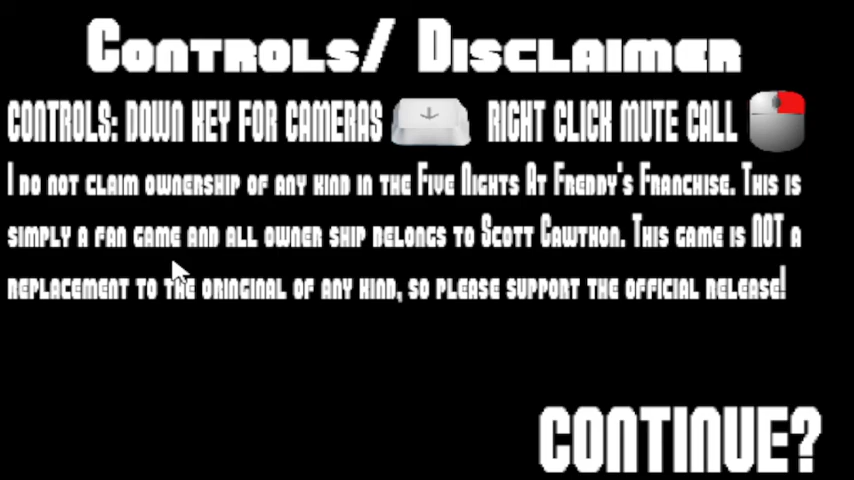 Controls/ Disclaimer
CONTROLS: DOWN KEY FOR CAMERAS RIGHT CLICK MUTE CALL
I do not claim ownership of any kind in the Five Nights At Freddy's Franchise. This is
simply a fan game and all owner ship belongs to Scott Cawthon. This game is NOT a
replacement to the oringinal of any kind, so please support the official release!
CONTINUE?